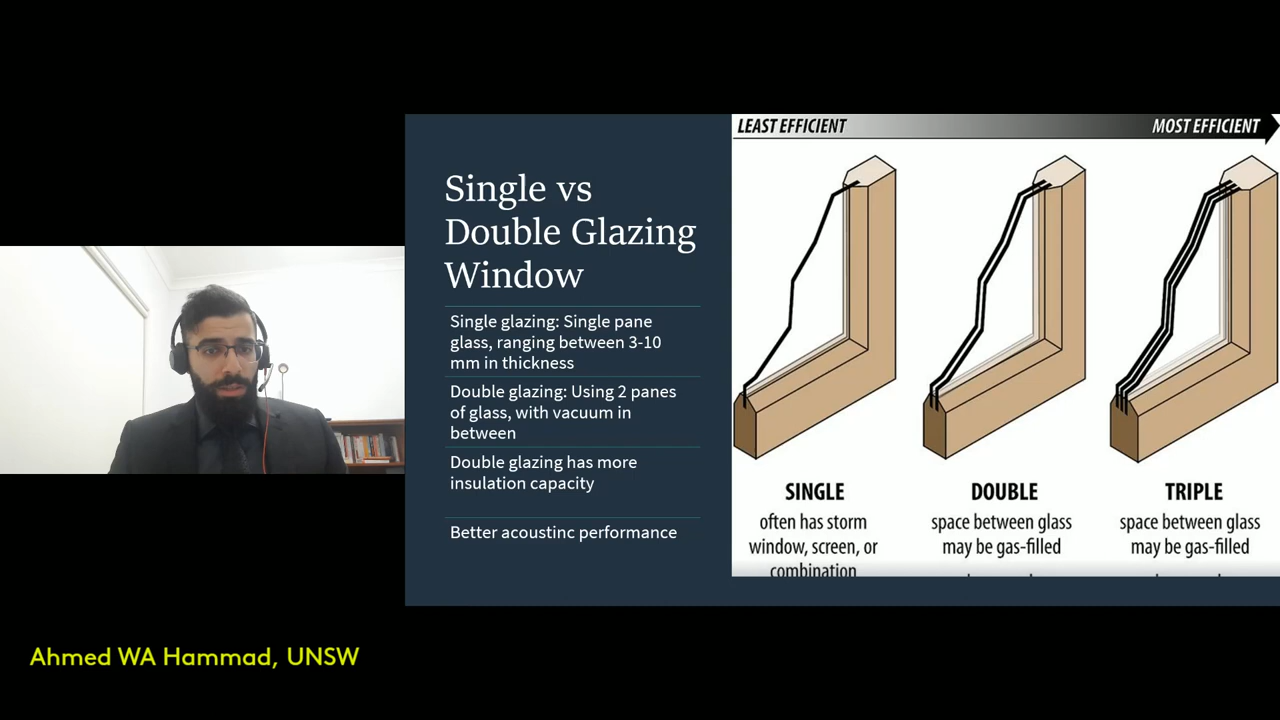 Single vs
Double Glazing
Window
Single glazing: Single pane
glass, ranging between 3-10
mm in thickness
Double glazing: Using 2 panes
of glass, with vacuum in
between
Double glazing has more
insulation capacity
Better acoustinc performance
LEAST EFFICIENT
MOST EFFICIENT
SINGLE
often has storm
window, screen, or
combination
DOUBLE
space between glass
may be gas-filled
TRIPLE
space between glass
may be gas-filled
Ahmed WA Hammad, UNSW